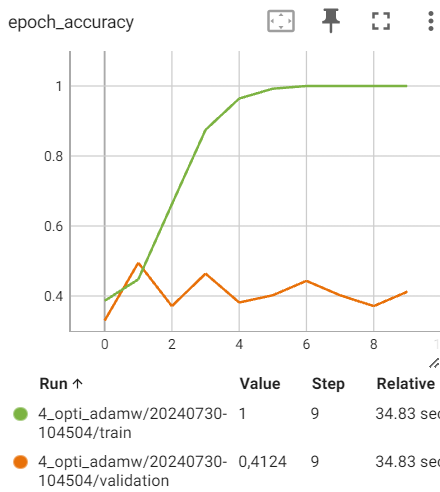 epoch_accuracy
1
0.8
0.6
0.4
0 2 4 6 8
Run ↑ Value Step Relative
4_opti_adamw/20240730- 1 9 34.83 sec
104504/train
4_opti_adamw/20240730- 0,4124 9 34.83 sec
104504/validation